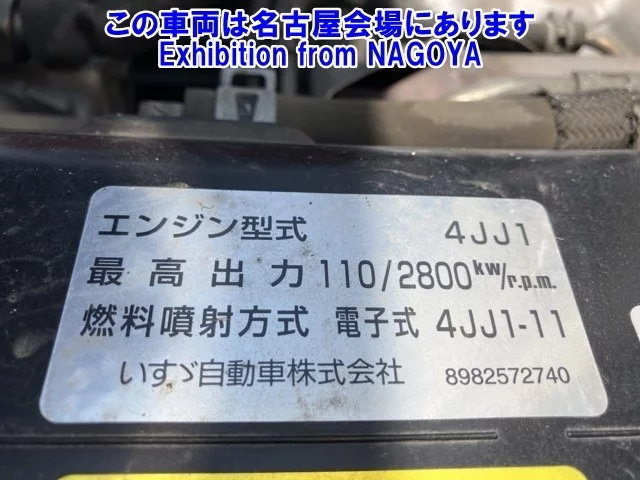 この車両は名古屋会場にあります
Exhibition from NAGOYA
エンジン型式 4JJ1
最高出力 110/2800kw/r.p.m.
燃料噴射方式 電子式 4JJ1-11
いすゞ自動車株式会社 8982572740